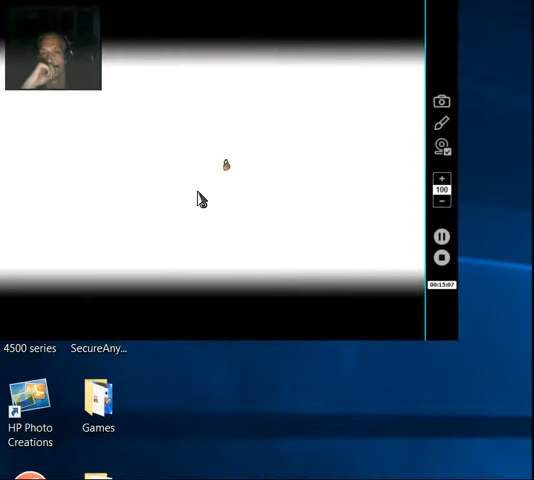 100
00:15:07
4500 series
SecureAny...
HP Photo
Creations
Games